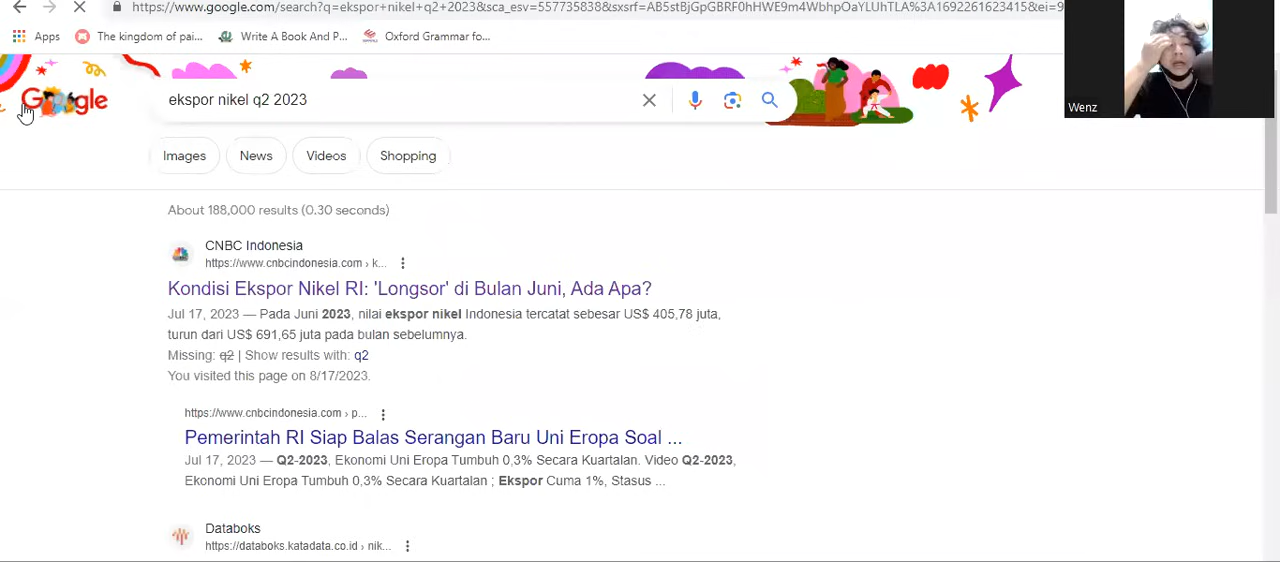 https://www.google.com/search?q=ekspor+nikel+q2+2023&sca_esv=557735838&sxsrf=AB5stBjGpGBRF0hHWE9m4WbhpOaYLUhTLA%3A1692261623415&ei=9
Apps The kingdom of pai... Write A Book And P... Oxford Grammar fo...
Wenz
Google
ekspor nikel q2 2023
Images News Videos Shopping
About 188,000 results (0.30 seconds)
CNBC Indonesia
https://www.cnbcindonesia.com › k...
Kondisi Ekspor Nikel RI: 'Longsor' di Bulan Juni, Ada Apa?
Jul 17, 2023 — Pada Juni 2023, nilai ekspor nikel Indonesia tercatat sebesar US$ 405,78 juta,
turun dari US$ 691,65 juta pada bulan sebelumnya.
Missing: q2 | Show results with: q2
You visited this page on 8/17/2023.
https://www.cnbcindonesia.com › p...
Pemerintah RI Siap Balas Serangan Baru Uni Eropa Soal ...
Jul 17, 2023 — Q2-2023, Ekonomi Uni Eropa Tumbuh 0,3% Secara Kuartalan. Video Q2-2023,
Ekonomi Uni Eropa Tumbuh 0,3% Secara Kuartalan ; Ekspor Cuma 1%, Stasus ...
Databoks
https://databoks.katadata.co.id › nik...